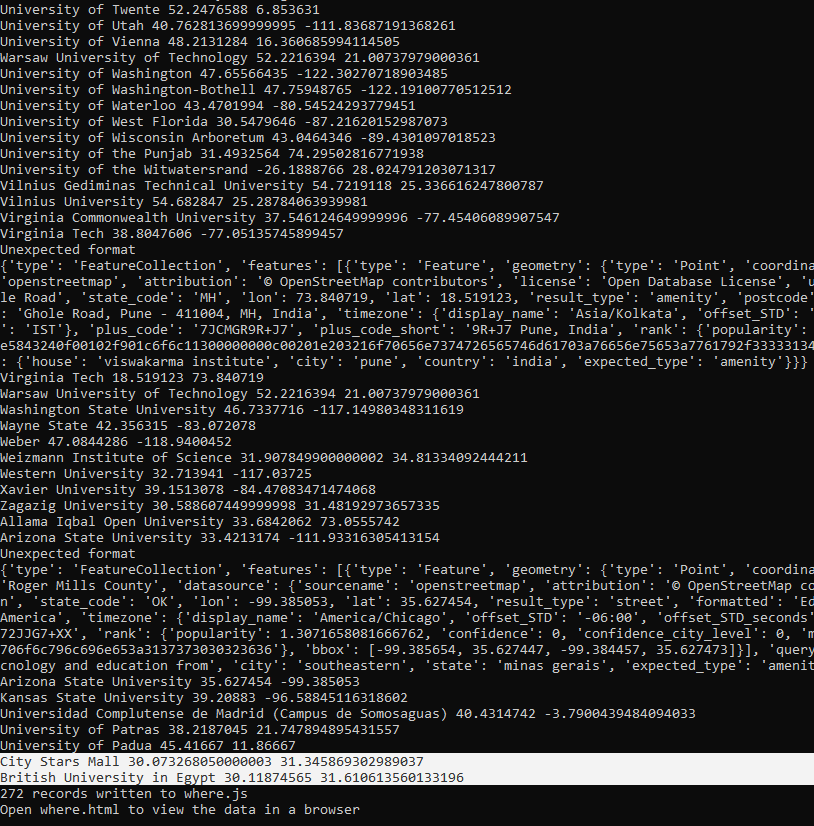 University of Twente 52.2476588 6.853631
University of Utah 40.762813699999995 -111.83687191368261
University of Vienna 48.2131284 16.360685994114505
Warsaw University of Technology 52.2216394 21.00737979000361
University of Washington 47.65566435 -122.30270718903485
University of Washington-Bothell 47.75948765 -122.19100770512512
University of Waterloo 43.4701994 -80.54524293779451
University of West Florida 30.5479646 -87.21620152987073
University of Wisconsin Arboretum 43.0464346 -89.4301097018523
University of the Punjab 31.4932564 74.29502816771938
University of the Witwatersrand -26.1888766 28.024791203071317
Vilnius Gediminas Technical University 54.7219118 25.336616247800787
Vilnius University 54.682847 25.28784063939981
Virginia Commonwealth University 37.546124649999996 -77.45406089907547
Virginia Tech 38.8047606 -77.05135745899457
Unexpected format
{'type': 'FeatureCollection', 'features': [{'type': 'Feature', 'geometry': {'type': 'Point', 'coordina
'openstreetmap', 'attribution': '© OpenStreetMap contributors', 'license': 'Open Database License', 'u
le Road', 'state_code': 'MH', 'lon': 73.840719, 'lat': 18.519123, 'result_type': 'amenity', 'postcode'
: 'Ghole Road, Pune - 411004, MH, India', 'timezone': {'display_name': 'Asia/Kolkata', 'offset_STD': '
': 'IST'}, 'plus_code': '7JCMGR9R+J7', 'plus_code_short': '9R+J7 Pune, India', 'rank': {'popularity':
e5843240f00102f901c6f6c11300000000c00201e203216f70656e7374726565746d61703a76656e75653a7761792f33333134
: {'house': 'viswakarma institute', 'city': 'pune', 'country': 'india', 'expected_type': 'amenity'}}}
Virginia Tech 18.519123 73.840719
Warsaw University of Technology 52.2216394 21.00737979000361
Washington State University 46.7337716 -117.14980348311619
Wayne State 42.356315 -83.072078
Weber 47.0844286 -118.9400452
Weizmann Institute of Science 31.907849900000002 34.81334092444211
Western University 32.713941 -117.03725
Xavier University 39.1513078 -84.47083471474068
Zagazig University 30.588607449999998 31.48192973657335
Allama Iqbal Open University 33.6842062 73.0555742
Arizona State University 33.4213174 -111.93316305413154
Unexpected format
{'type': 'FeatureCollection', 'features': [{'type': 'Feature', 'geometry': {'type': 'Point', 'coordina
'Roger Mills County', 'datasource': {'sourcename': 'openstreetmap', 'attribution': '© OpenStreetMap co
n', 'state_code': 'OK', 'lon': -99.385053, 'lat': 35.627454, 'result_type': 'street', 'formatted': 'Ed
America', 'timezone': {'display_name': 'America/Chicago', 'offset_STD': '-06:00', 'offset_STD_seconds'
72JJG7+XX', 'rank': {'popularity': 1.3071658081666762, 'confidence': 0, 'confidence_city_level': 0, 'm
706f6c796c696e653a3137373030323636'}, 'bbox': [-99.385654, 35.627447, -99.384457, 35.627473]}], 'query
cnology and education from', 'city': 'southeastern', 'state': 'minas gerais', 'expected_type': 'amenit
Arizona State University 35.627454 -99.385053
Kansas State University 39.20883 -96.58845116318602
Universidad Complutense de Madrid (Campus de Somosaguas) 40.4314742 -3.7900439484094033
University of Patras 38.2187045 21.747894895431557
University of Padua 45.41667 11.86667
City Stars Mall 30.073268050000003 31.345869302989037
British University in Egypt 30.11874565 31.610613560133196
272 records written to where.js
Open where.html to view the data in a browser